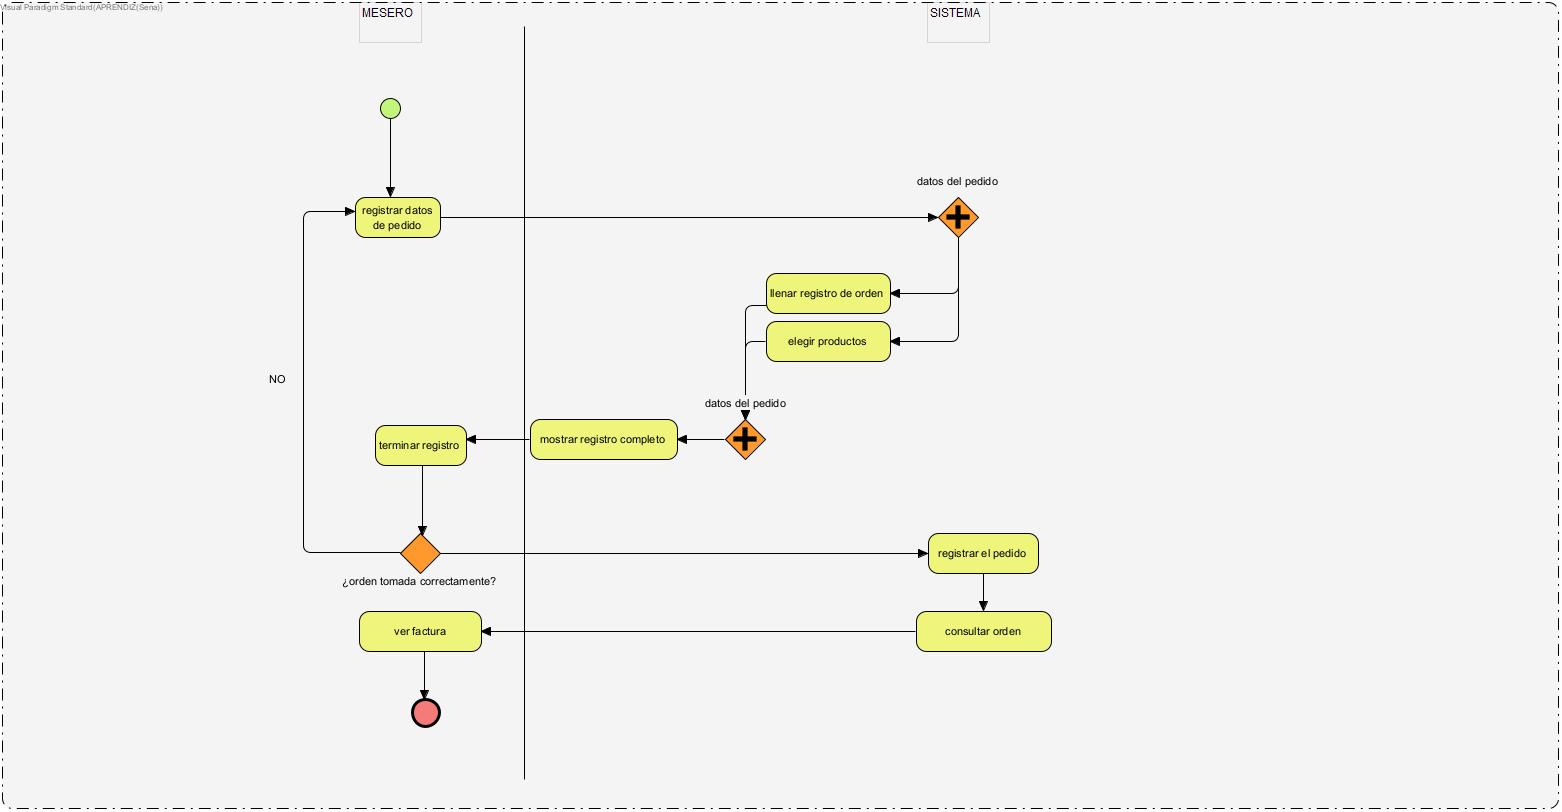 Visual Paradigm Standard(APRENDIZ(Sena))
MESERO
SISTEMA
datos del pedido
registrar datos
de pedido
llenar registro de orden
elegir productos
NO
datos del pedido
mostrar registro completo
terminar registro
registrar el pedido
¿orden tomada correctamente?
ver factura
consultar orden